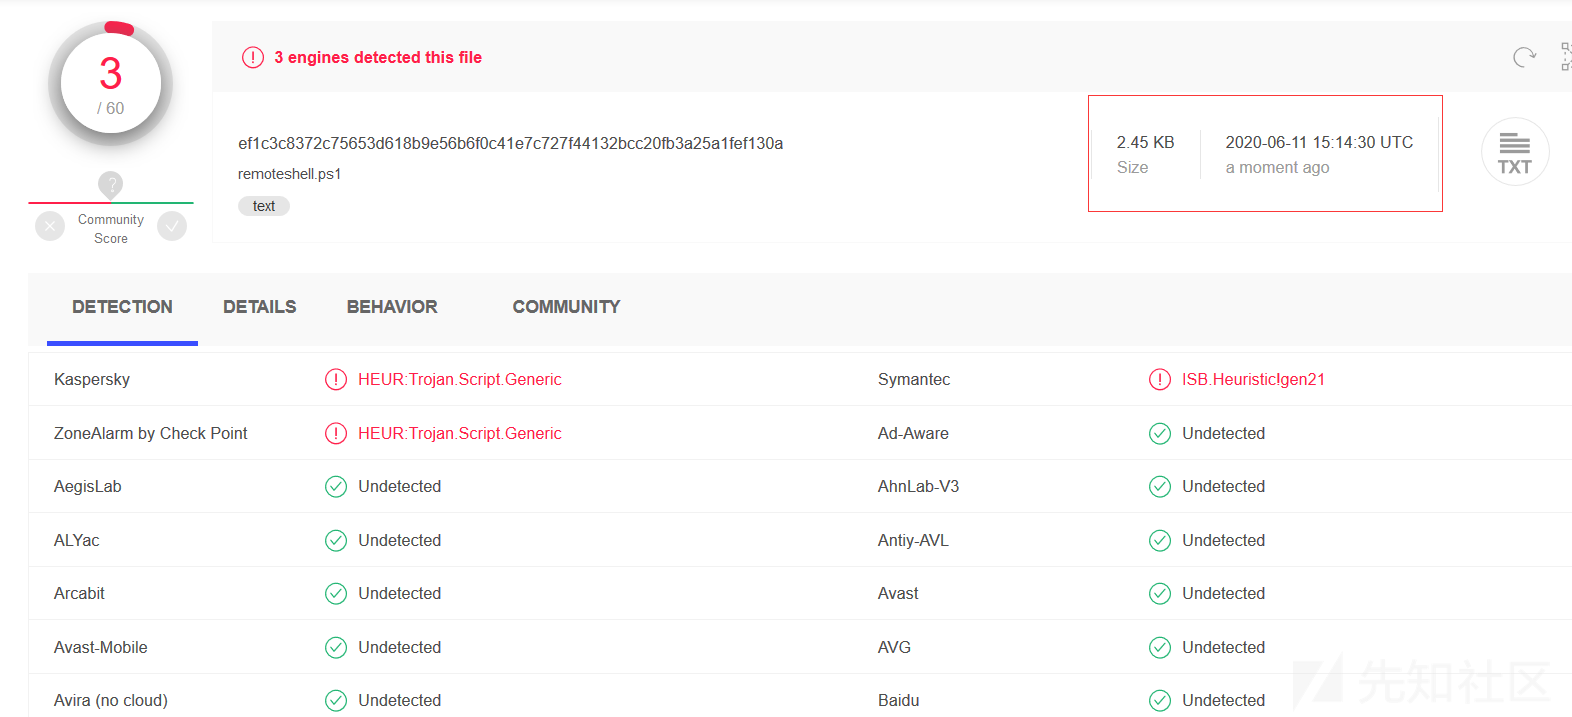 3
/ 60
Community
Score
3 engines detected this file
ef1c3c8372c75653d618b9e56b6f0c41e7c727f44132bcc20fb3a25a1fef130a
remoteshell.ps1
text
2.45 KB
Size
2020-06-11 15:14:30 UTC
a moment ago
TXT
DETECTION DETAILS BEHAVIOR COMMUNITY
Kaspersky HEUR:Trojan.Script.Generic Symantec ISB.Heuristic!gen21
ZoneAlarm by Check Point HEUR:Trojan.Script.Generic Ad-Aware Undetected
AegisLab Undetected AhnLab-V3 Undetected
ALYac Undetected Antiy-AVL Undetected
Arcabit Undetected Avast Undetected
Avast-Mobile Undetected AVG Undetected
Avira (no cloud) Undetected Baidu Undetected
先知社区